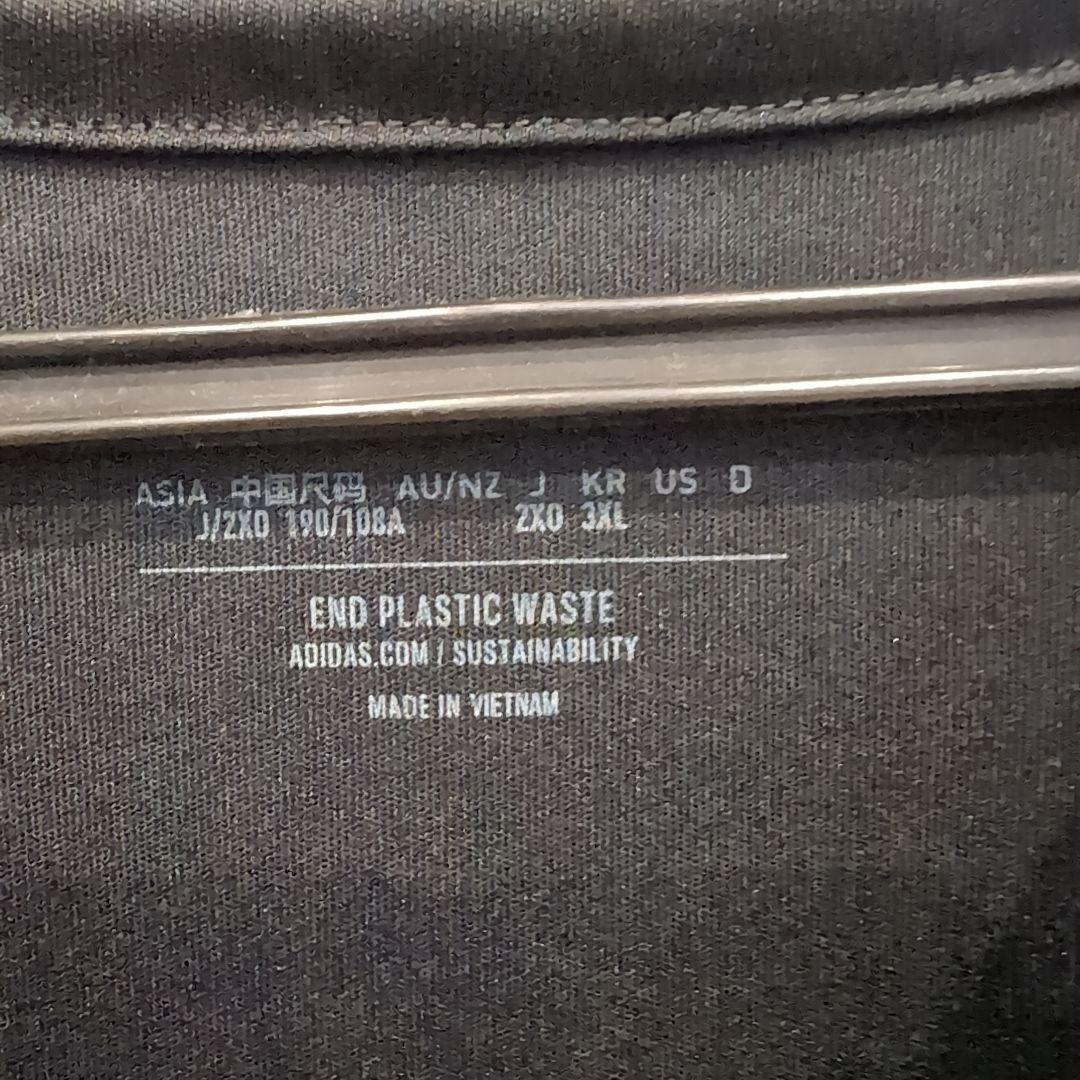 ASIA 中国尺码 AU/NZ J KR US D
J/2XO 190/108A 2XO 3XL
END PLASTIC WASTE
ADIDAS.COM / SUSTAINABILITY
MADE IN VIETNAM